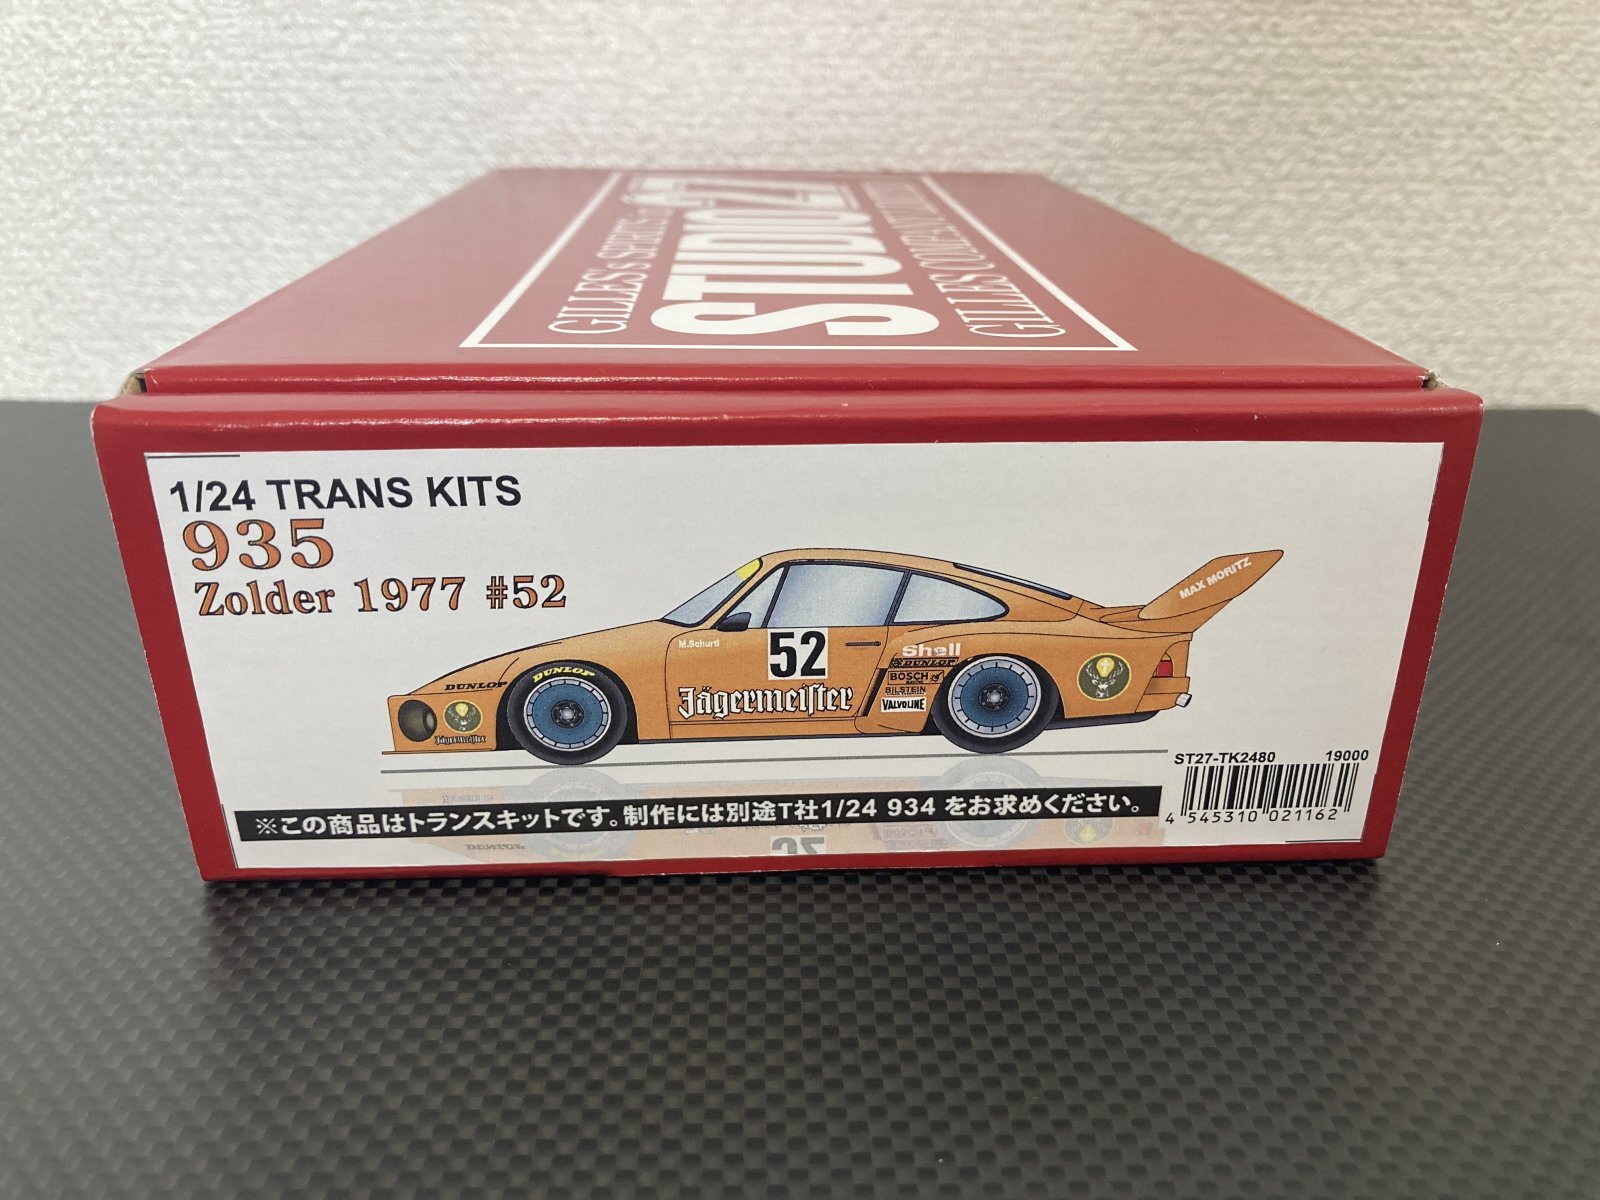 GILLES's SPIRITS
STUDIO27
1/24 TRANS KITS
935
Zolder 1977 #52
MAX MORITZ
M.Schurti
52
Shell
DUNLOP
DUNLOP
DUNLOP
BOSCH
BILSTEIN
VALVOLINE
Jägermeiſter
Jägermeiſter
ST27-TK2480 19000
※この商品はトランスキットです。制作には別途T社1/24 934 をお求めください。
4 545310 021162